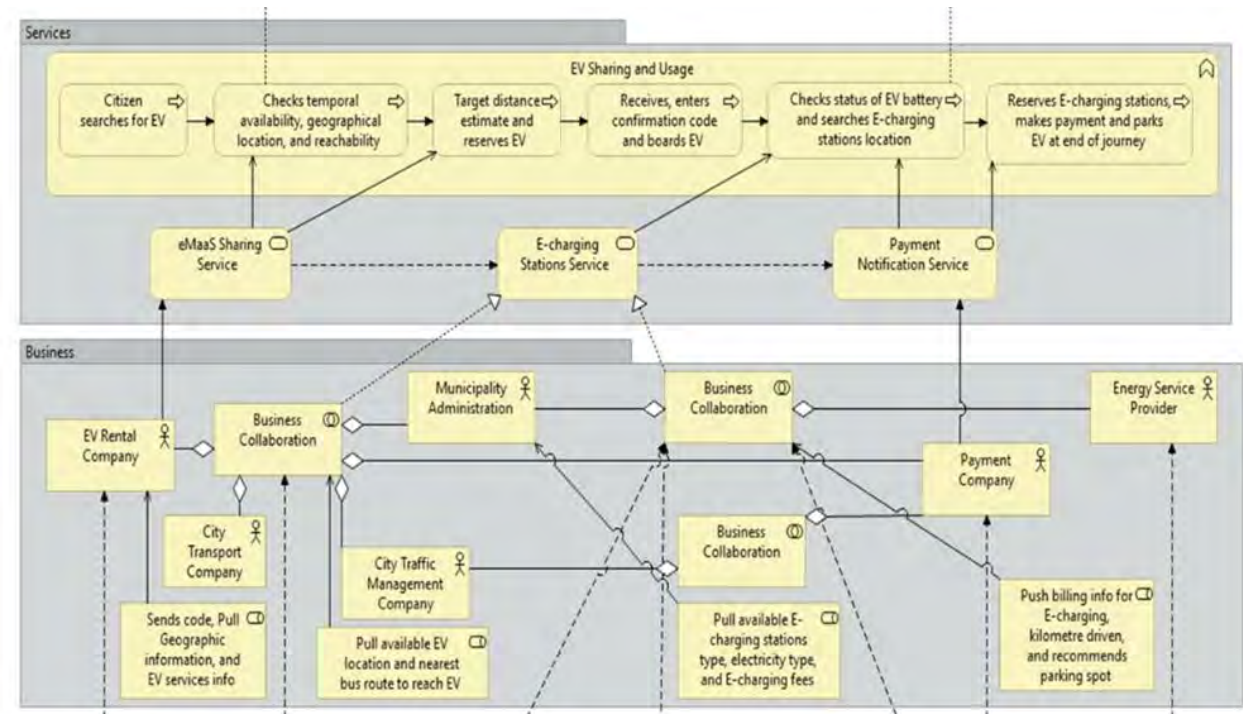 Services
EV Sharing and Usage
Citizen
searches for EV
Checks temporal
availability, geographical
location, and reachability
Target distance
estimate and
reserves EV
Receives, enters
confirmation code
and boards EV
Checks status of EV battery
and searches E-charging
stations location
Reserves E-charging stations,
makes payment and parks
EV at end of journey
eMaaS Sharing
Service
E-charging
Stations Service
Payment
Notification Service
Business
EV Rental
Company
Business
Collaboration
Municipality
Administration
Business
Collaboration
Energy Service
Provider
Payment
Company
City
Transport
Company
City Traffic
Management
Company
Business
Collaboration
Sends code, Pull
Geographic
information, and
EV services info
Pull available EV
location and nearest
bus route to reach EV
Pull available E-
charging stations
type, electricity type,
and E-charging fees
Push billing info for
E-charging,
kilometre driven,
and recommends
parking spot